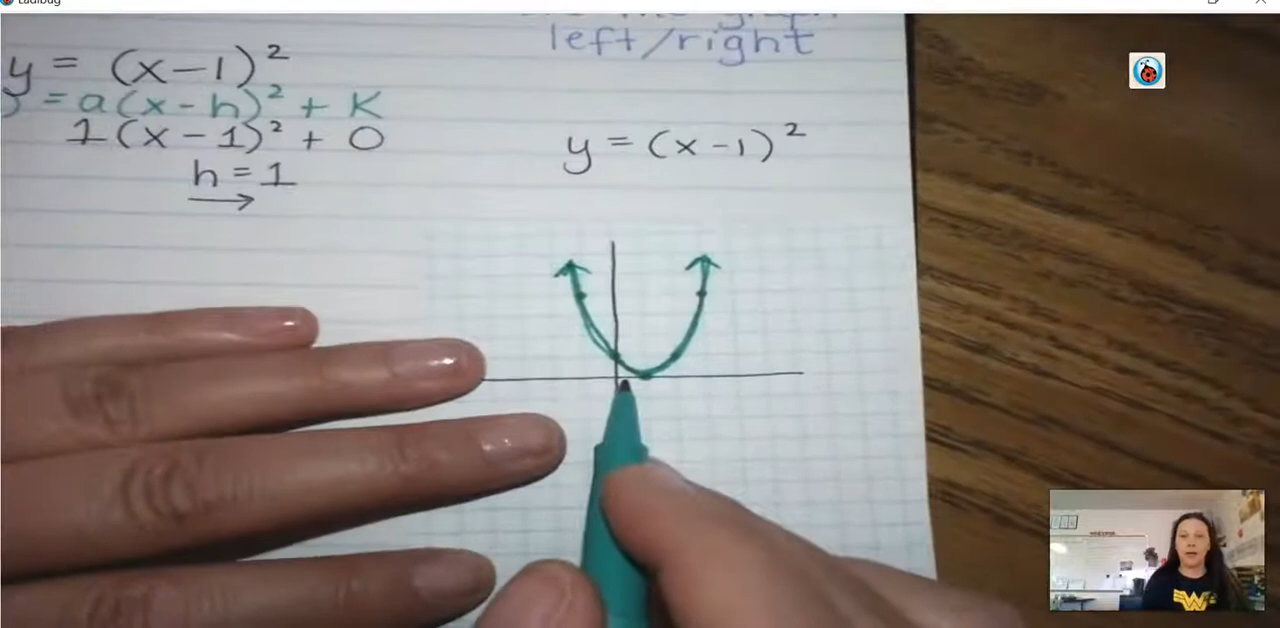 Ladibug
left/right
y = (x-1)²
= a(x-h)² + K
1(x-1)² + 0
h = 1
y = (x-1)²